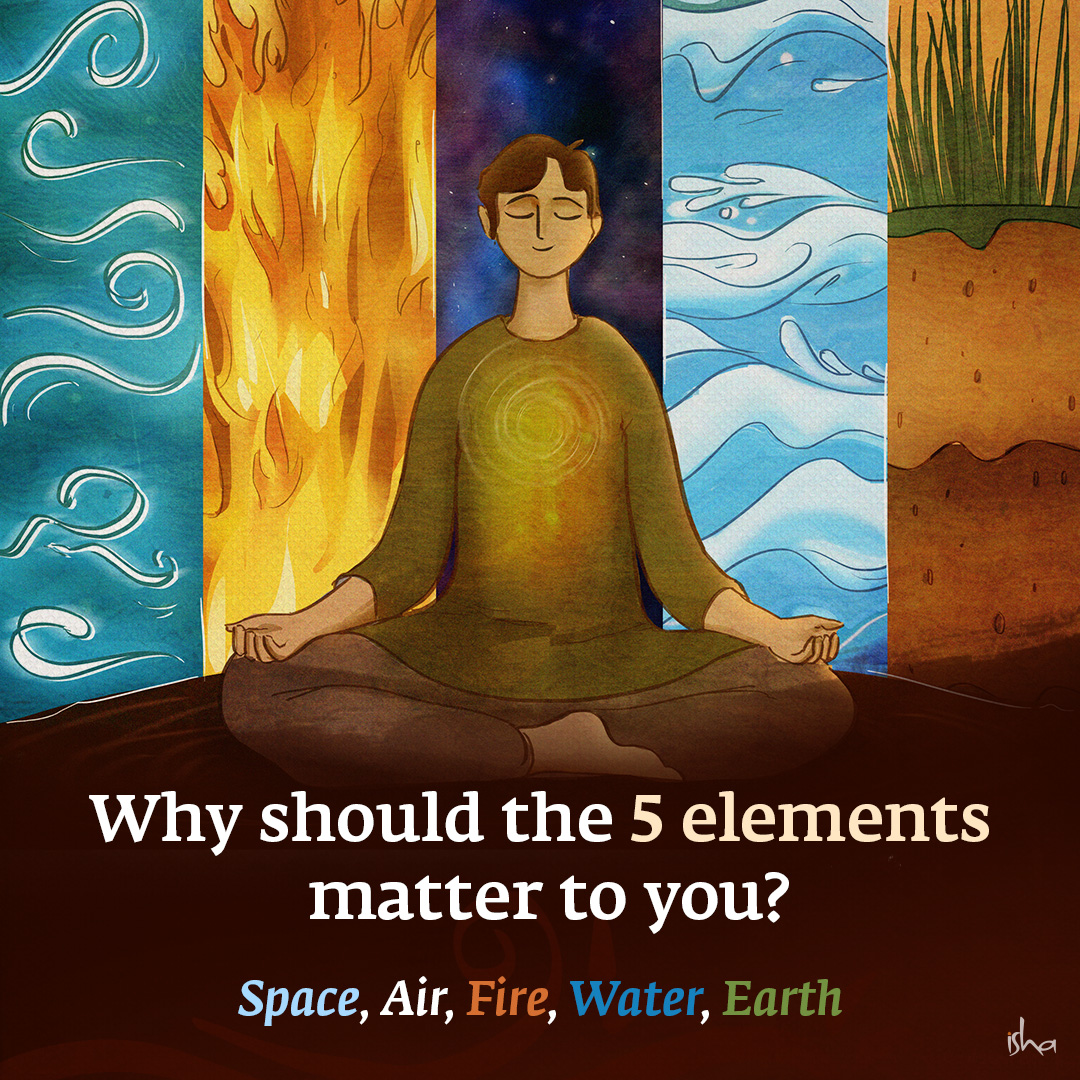 Why should the 5 elements
matter to you?
Space, Air, Fire, Water, Earth
isha